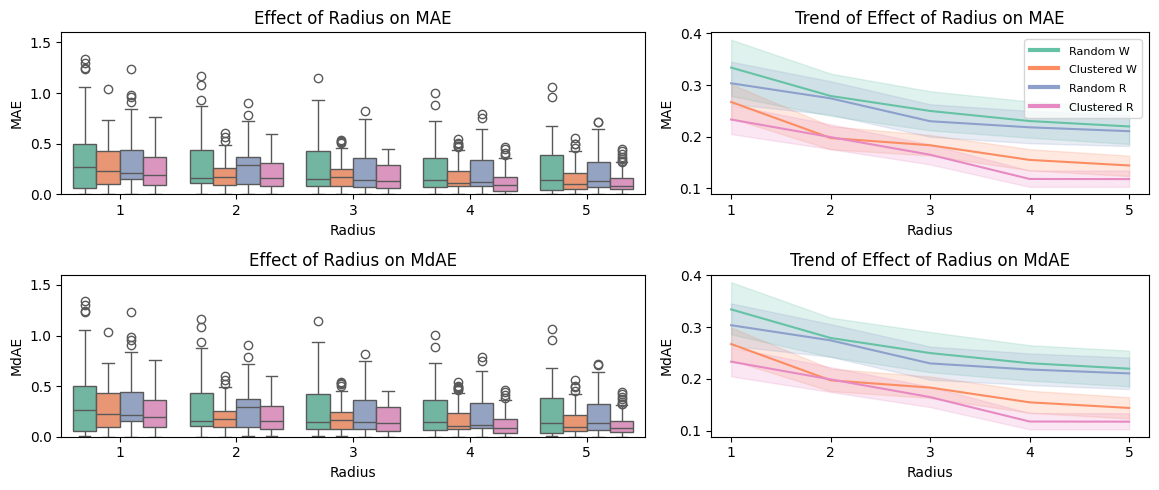 Effect of Radius on MAE
MAE
1.5
1.0
0.5
0.0
1 2 3 4 5
Radius
Trend of Effect of Radius on MAE
MAE
0.4
0.3
0.2
0.1
Random W
Clustered W
Random R
Clustered R
1 2 3 4 5
Radius
Effect of Radius on MdAE
MdAE
1.5
1.0
0.5
0.0
1 2 3 4 5
Radius
Trend of Effect of Radius on MdAE
MdAE
0.4
0.3
0.2
0.1
1 2 3 4 5
Radius